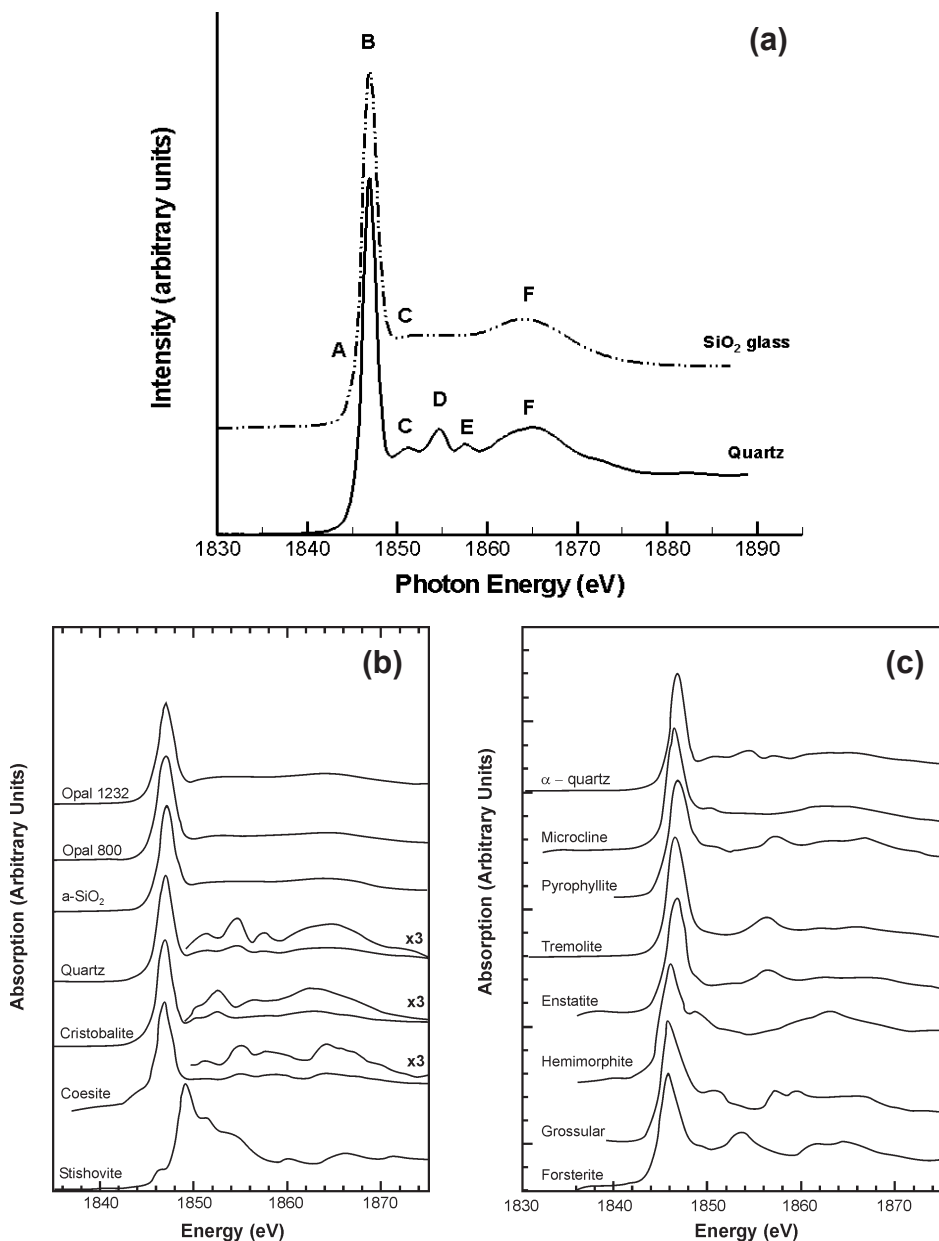 (a)
B
A
C
F
SiO₂ glass
C
D
E
F
Quartz
Intensity (arbitrary units)
1830 1840 1850 1860 1870 1880 1890
Photon Energy (eV)
(b)
Opal 1232
Opal 800
a-SiO₂
x3
Quartz
x3
Cristobalite
x3
Coesite
Stishovite
Absorption (Arbitrary Units)
1840 1850 1860 1870
Energy (eV)
(c)
α – quartz
Microcline
Pyrophyllite
Tremolite
Enstatite
Hemimorphite
Grossular
Forsterite
Absorption (Arbitrary Units)
1830 1840 1850 1860 1870
Energy (eV)